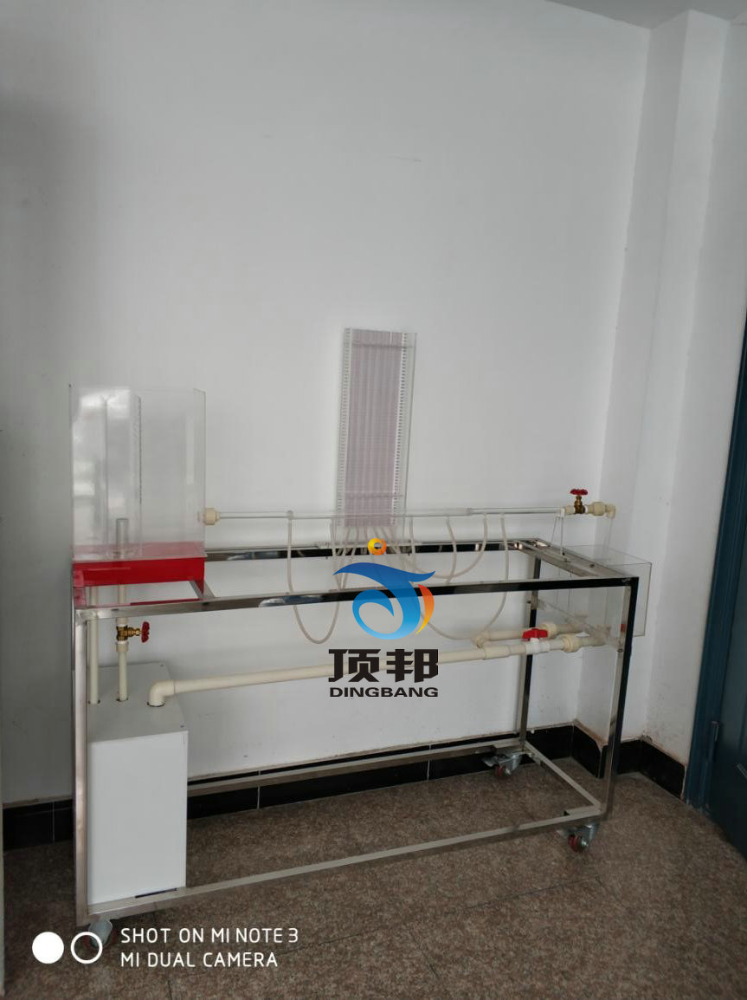 顶邦
DINGBANG
SHOT ON MI NOTE 3
MI DUAL CAMERA